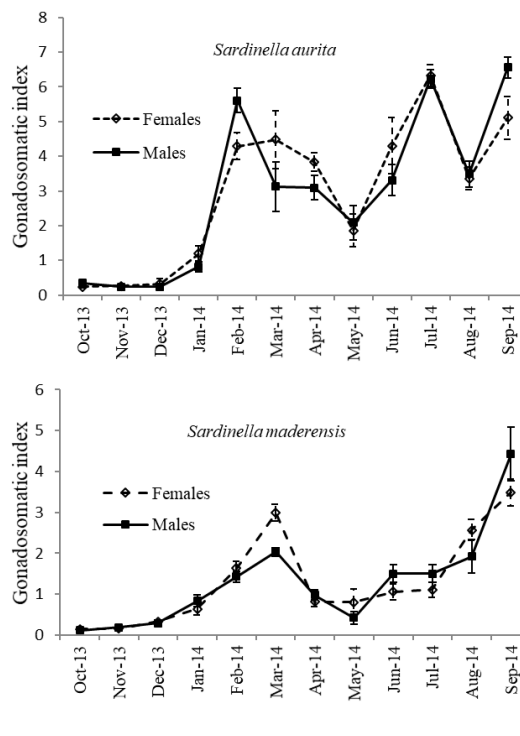 8
Sardinella aurita
7
6
5
4
3
2
1
0
Gonadosomatic index
Females
Males
Oct-13
Nov-13
Dec-13
Jan-14
Feb-14
Mar-14
Apr-14
May-14
Jun-14
Jul-14
Aug-14
Sep-14
6
Sardinella maderensis
5
4
3
2
1
0
Gonadosomatic index
Females
Males
Oct-13
Nov-13
Dec-13
Jan-14
Feb-14
Mar-14
Apr-14
May-14
Jun-14
Jul-14
Aug-14
Sep-14